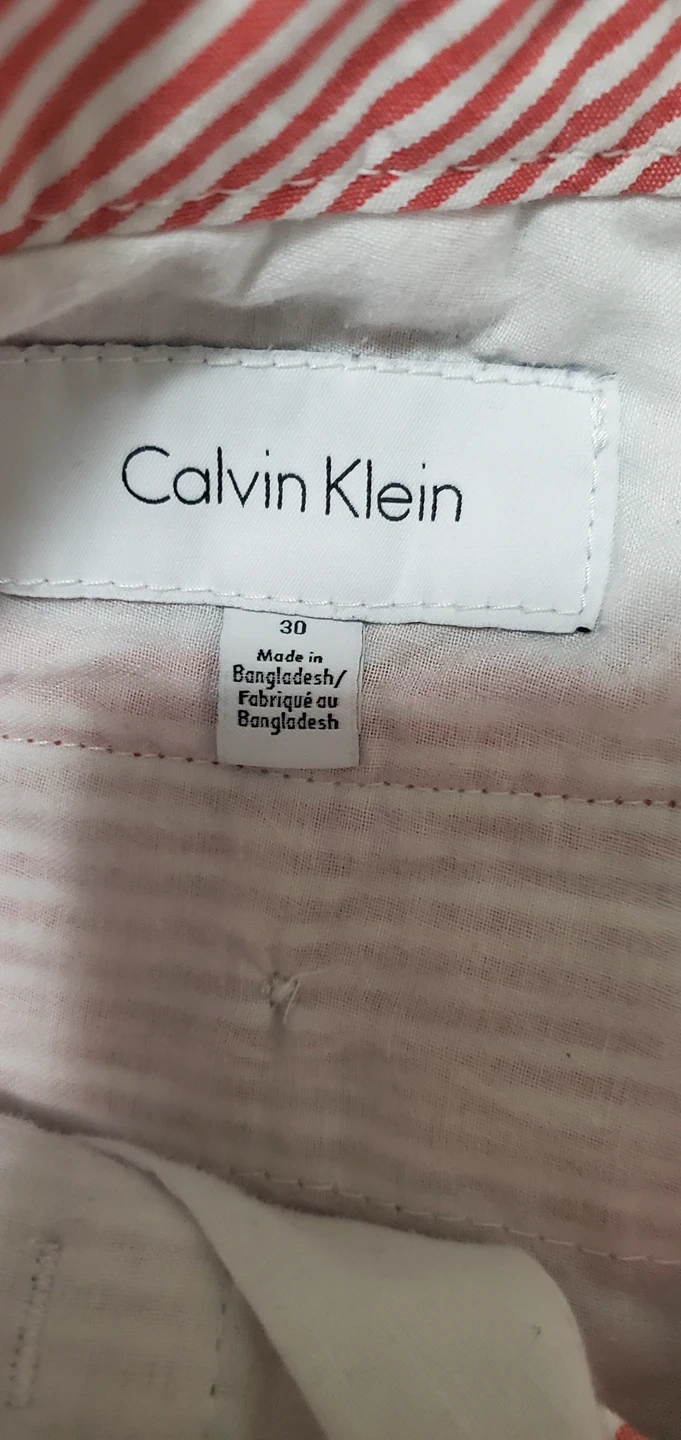 Calvin Klein
30
Made in
Bangladesh/
Fabriqué au
Bangladesh